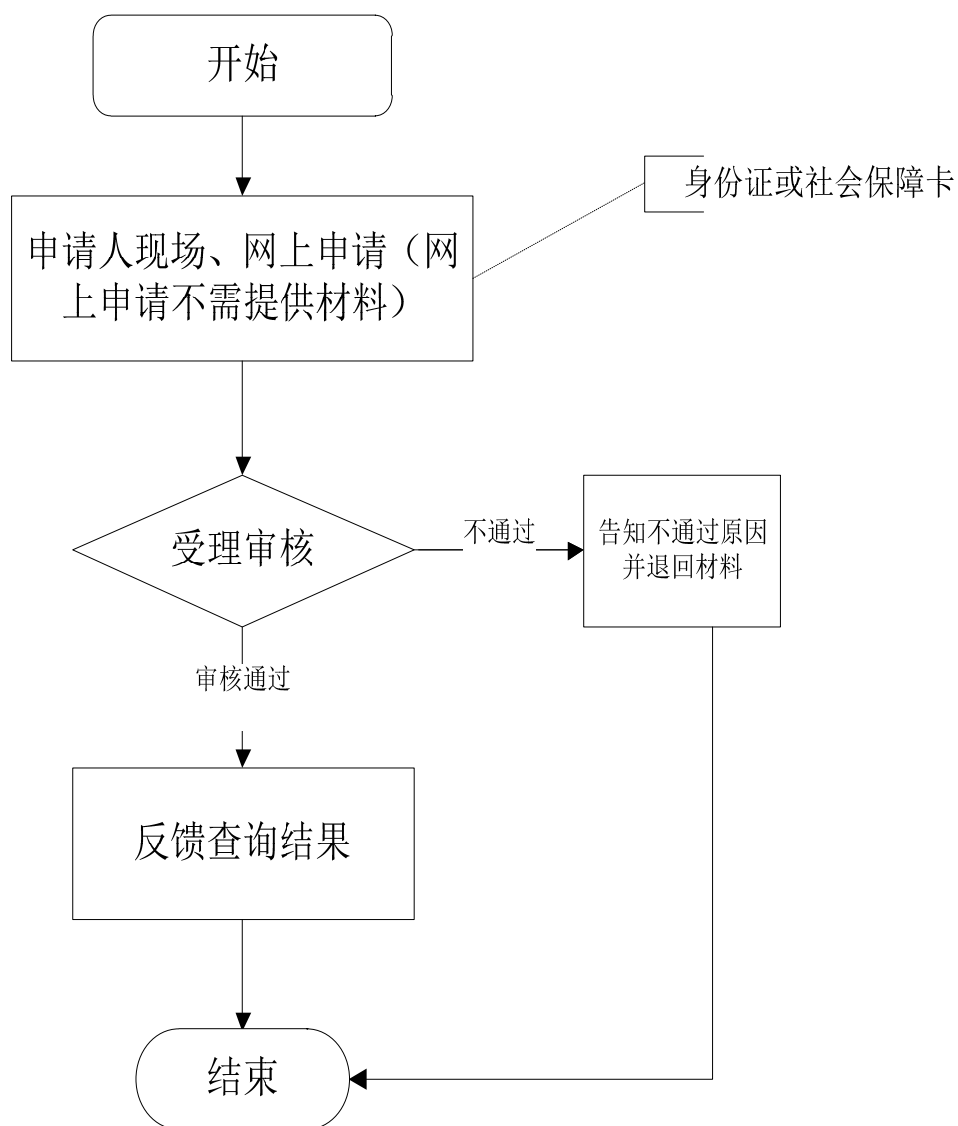 开始
身份证或社会保障卡
申请人现场、网上申请（网
上申请不需提供材料）
受理审核
不通过
告知不通过原因
并退回材料
审核通过
反馈查询结果
结束